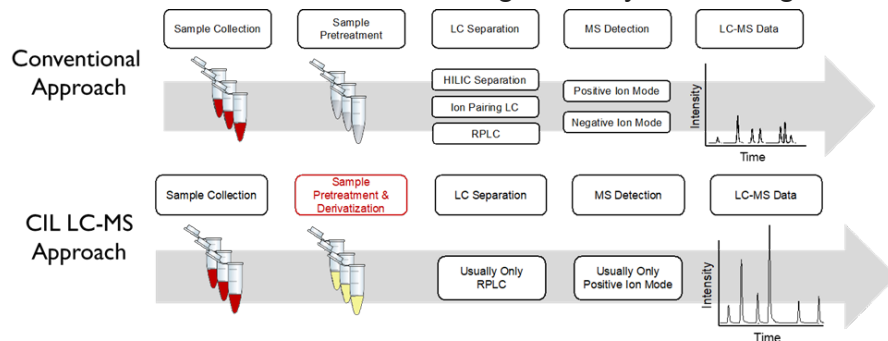 Sample Collection
Sample
Pretreatment
LC Separation
MS Detection
LC-MS Data
Conventional
Approach
HILIC Separation
Ion Pairing LC
RPLC
Positive Ion Mode
Negative Ion Mode
Intensity
Time
Sample Collection
Sample
Pretreatment &
Derivatization
LC Separation
MS Detection
LC-MS Data
CIL LC-MS
Approach
Usually Only
RPLC
Usually Only
Positive Ion Mode
Intensity
Time